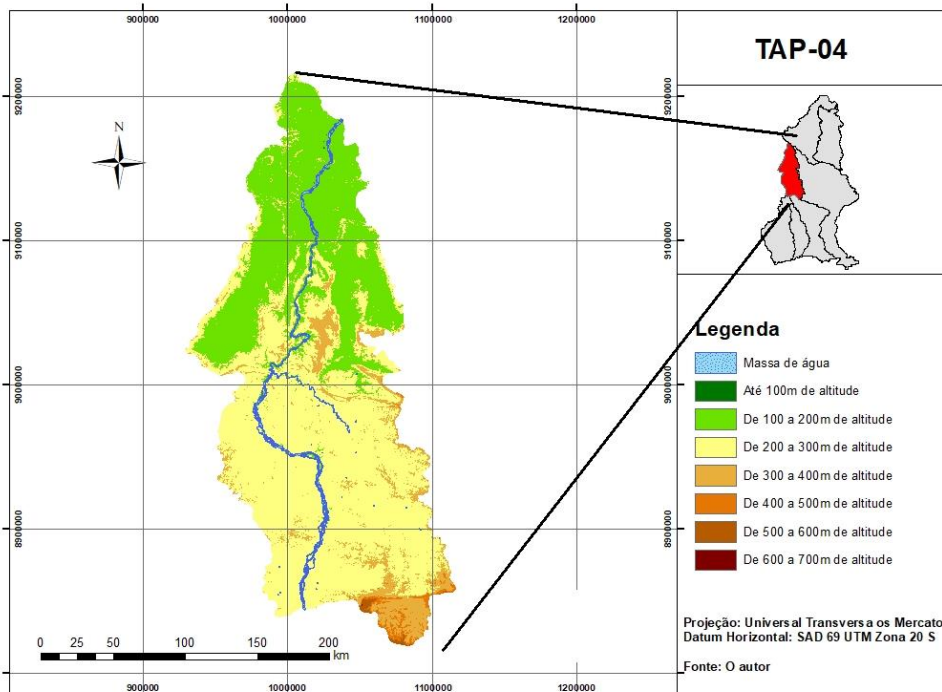 900000 1000000 1100000 1200000
TAP-04
N
9200000
9200000
9100000
9100000
9000000
9000000
8900000
8900000
Legenda
Massa de água
Até 100m de altitude
De 100 a 200m de altitude
De 200 a 300m de altitude
De 300 a 400m de altitude
De 400 a 500m de altitude
De 500 a 600m de altitude
De 600 a 700m de altitude
0 25 50 100 150 200
km
Projeção: Universal Transversa os Mercato
Datum Horizontal: SAD 69 UTM Zona 20 S
Fonte: O autor
900000 1000000 1100000 1200000